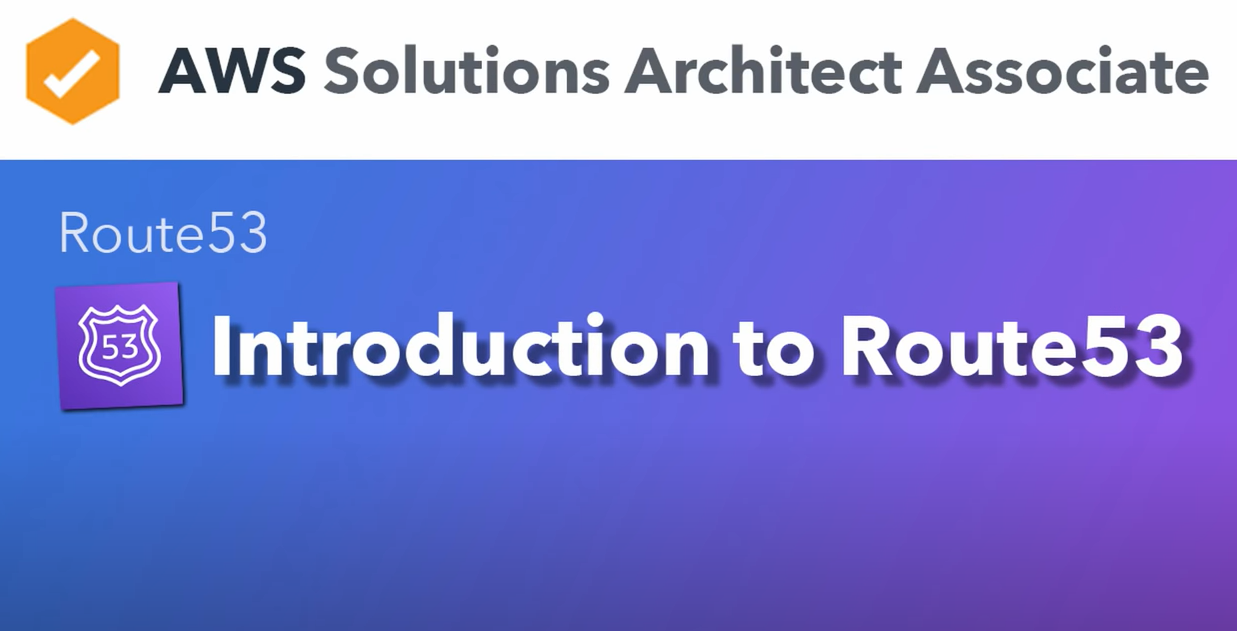 AWS Solutions Architect Associate
Route53
53
Introduction to Route53